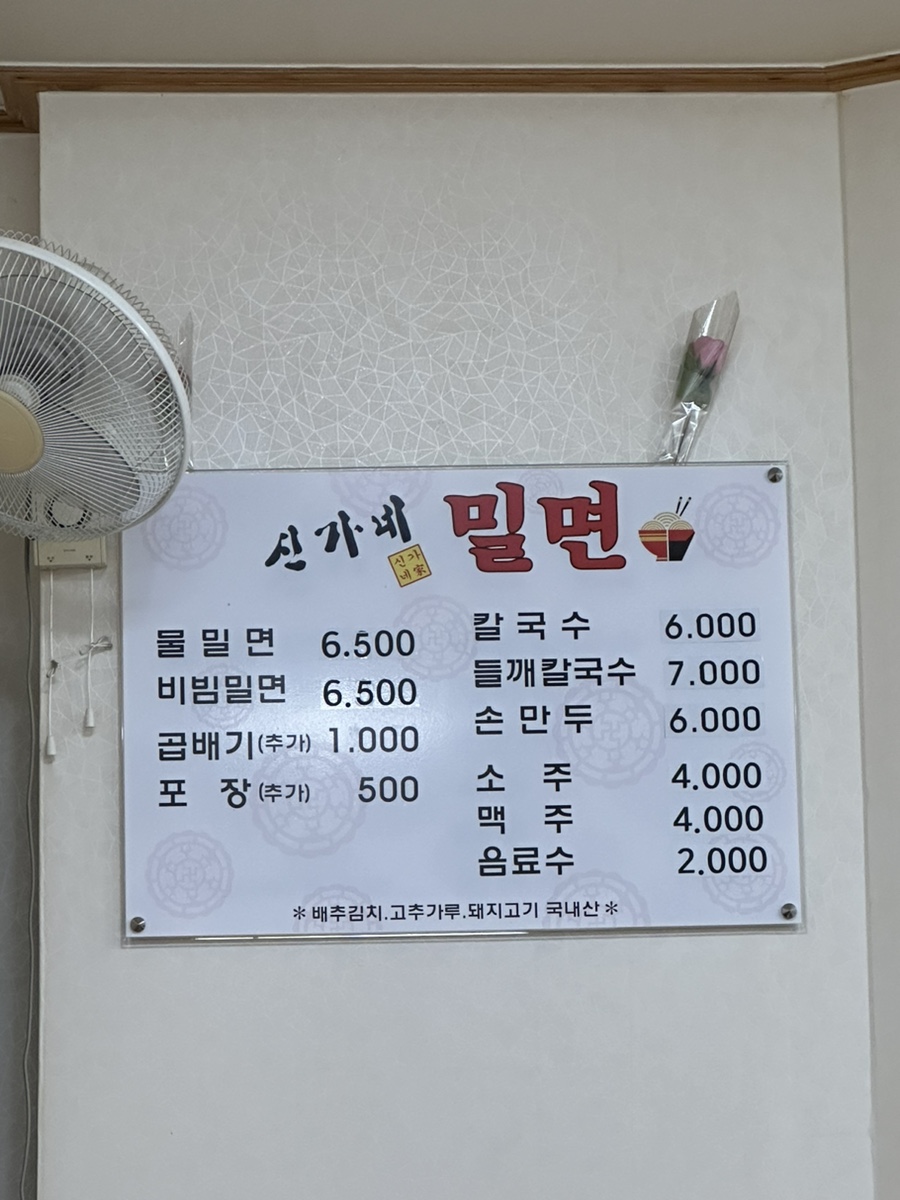 신가네 밀면
신가
네家
물밀면 6.500
비빔밀면 6.500
곱배기(추가) 1.000
포 장(추가) 500
칼국수 6.000
들깨칼국수 7.000
손만두 6.000
소 주 4.000
맥 주 4.000
음료수 2.000
＊배추김치.고추가루.돼지고기 국내산＊